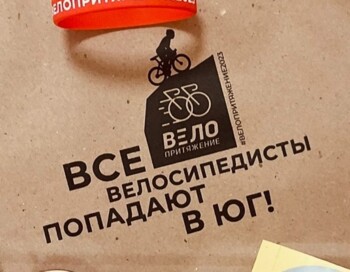 ВЕЛОПРИТЯЖЕНИЕ
ВЕЛО
ПРИТЯЖЕНИЕ
#ВЕЛОПРИТЯЖЕНИЕ2023
ВСЕ
ВЕЛОСИПЕДИСТЫ
ПОПАДАЮТ
В ЮГ!